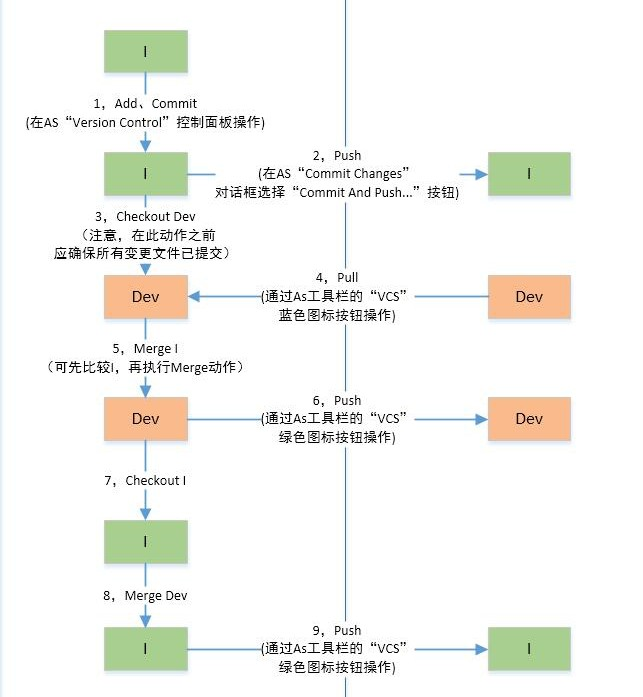 I
1，Add、Commit
(在AS“Version Control”控制面板操作)
I
2，Push
(在AS“Commit Changes”
对话框选择“Commit And Push...”按钮)
I
3，Checkout Dev
（注意，在此动作之前
应确保所有变更文件已提交）
Dev
4，Pull
(通过As工具栏的“VCS”
蓝色图标按钮操作)
Dev
5，Merge I
（可先比较I，再执行Merge动作）
Dev
6，Push
(通过As工具栏的“VCS”
绿色图标按钮操作)
Dev
7，Checkout I
I
8，Merge Dev
I
9，Push
(通过As工具栏的“VCS”
绿色图标按钮操作)
I